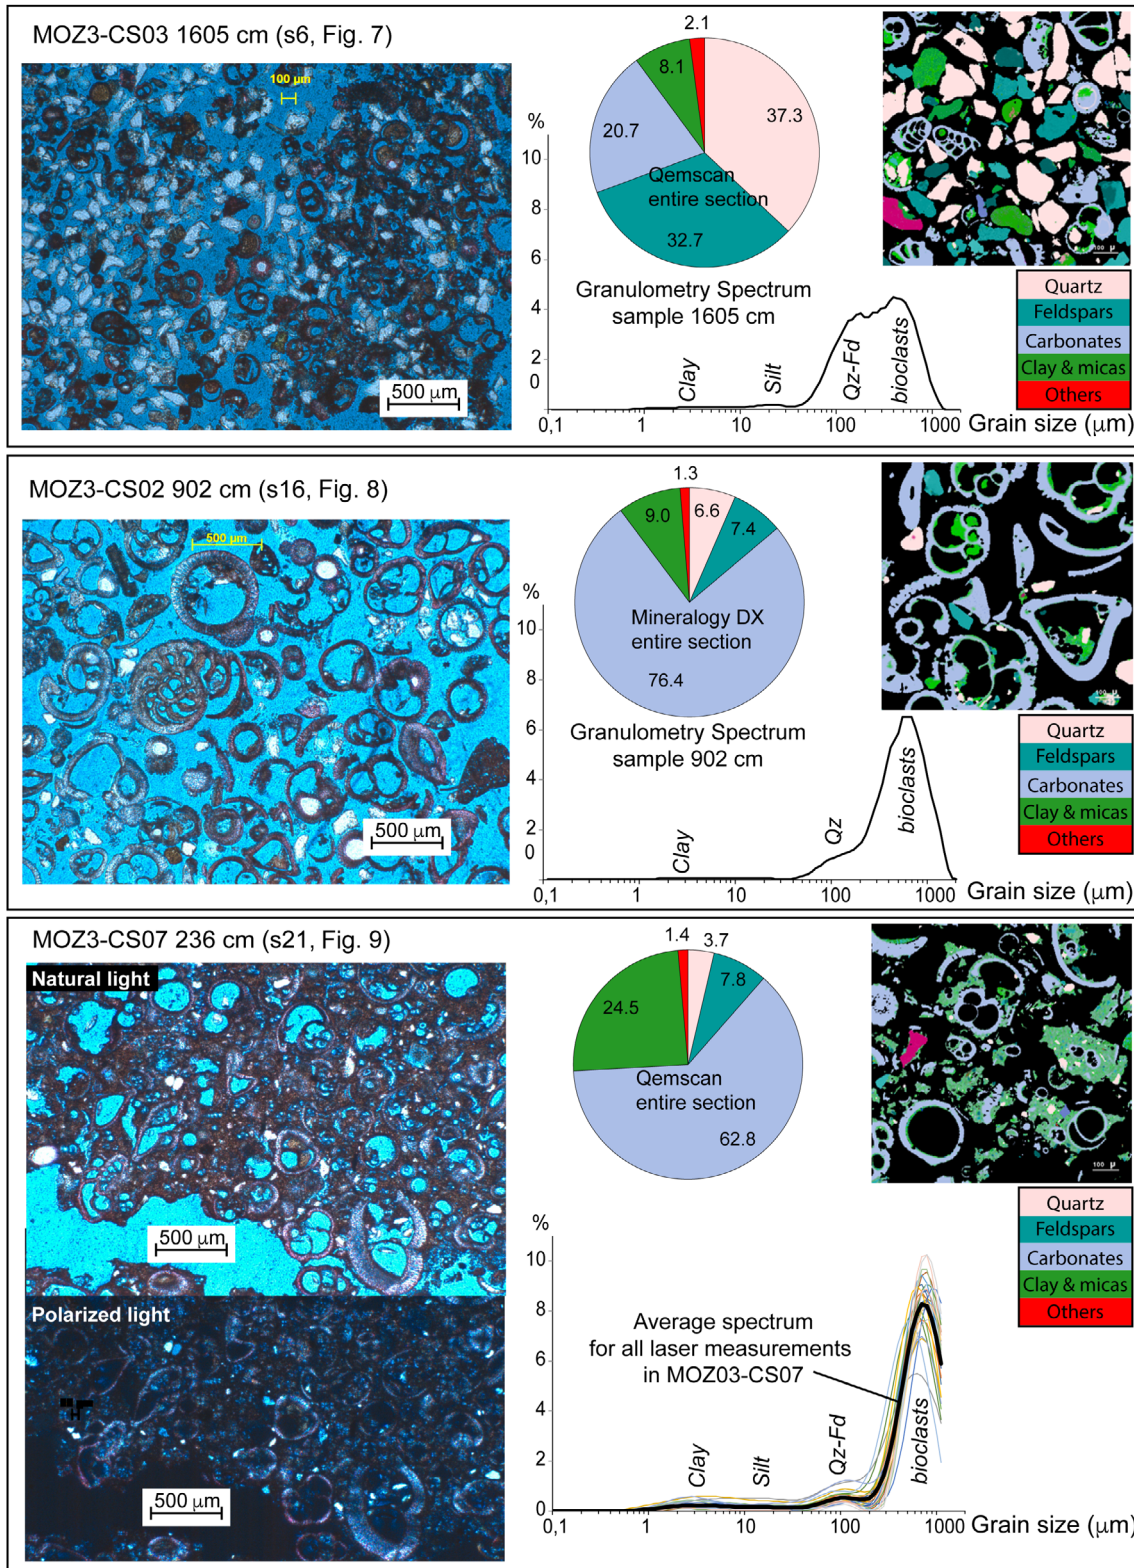 MOZ3-CS03 1605 cm (s6, Fig. 7)
100 µm
500 µm
2.1
8.1
37.3
20.7
Qemscan
entire section
32.7
Granulometry Spectrum
sample 1605 cm
%
10
8
6
4
2
0
Clay
Silt
Qz-Fd
bioclasts
0,1
1
10
100
1000
Grain size (µm)
100 µ
Quartz
Feldspars
Carbonates
Clay & micas
Others
MOZ3-CS02 902 cm (s16, Fig. 8)
500 µm
500 µm
1.3
9.0
6.6
7.4
Mineralogy DX
entire section
76.4
Granulometry Spectrum
sample 902 cm
%
10
8
6
4
2
0
Clay
Qz
bioclasts
0,1
1
10
100
1000
Grain size (µm)
100 µ
Quartz
Feldspars
Carbonates
Clay & micas
Others
MOZ3-CS07 236 cm (s21, Fig. 9)
Natural light
500 µm
Polarized light
500 µm
1.4
3.7
7.8
24.5
Qemscan
entire section
62.8
100 µ
Quartz
Feldspars
Carbonates
Clay & micas
Others
%
10
8
6
4
2
0
Average spectrum
for all laser measurements
in MOZ03-CS07
Clay
Silt
Qz-Fd
bioclasts
0,1
1
10
100
1000
Grain size (µm)